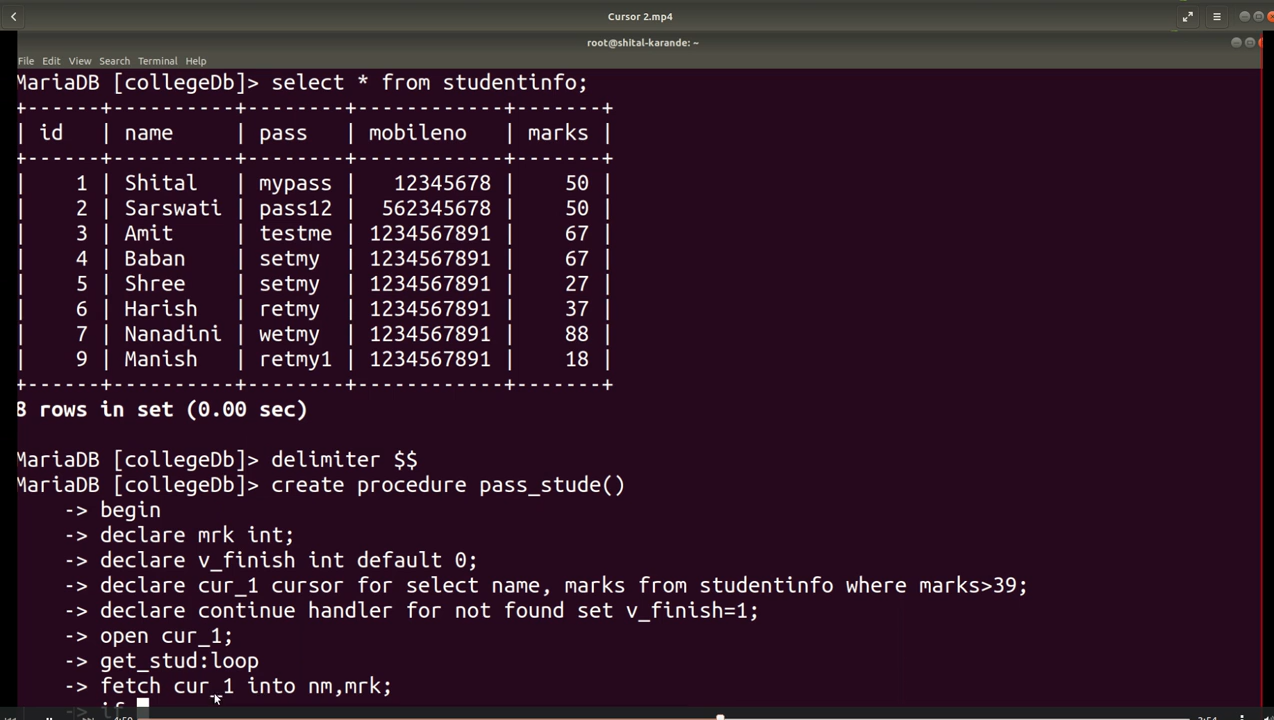 Cursor 2.mp4
root@shital-karande: ~
File Edit View Search Terminal Help
MariaDB [collegeDb]> select * from studentinfo;
+------+----------+--------+------------+-------+
| id   | name     | pass   | mobileno   | marks |
+------+----------+--------+------------+-------+
|    1 | Shital   | mypass |   12345678 |    50 |
|    2 | Sarswati | pass12 |  562345678 |    50 |
|    3 | Amit     | testme | 1234567891 |    67 |
|    4 | Baban    | setmy  | 1234567891 |    67 |
|    5 | Shree    | setmy  | 1234567891 |    27 |
|    6 | Harish   | retmy  | 1234567891 |    37 |
|    7 | Nanadini | wetmy  | 1234567891 |    88 |
|    9 | Manish   | retmy1 | 1234567891 |    18 |
+------+----------+--------+------------+-------+
8 rows in set (0.00 sec)
MariaDB [collegeDb]> delimiter $$
MariaDB [collegeDb]> create procedure pass_stude()
    -> begin
    -> declare mrk int;
    -> declare v_finish int default 0;
    -> declare cur_1 cursor for select name, marks from studentinfo where marks>39;
    -> declare continue handler for not found set v_finish=1;
    -> open cur_1;
    -> get_stud:loop
    -> fetch cur_1 into nm,mrk;
    -> if